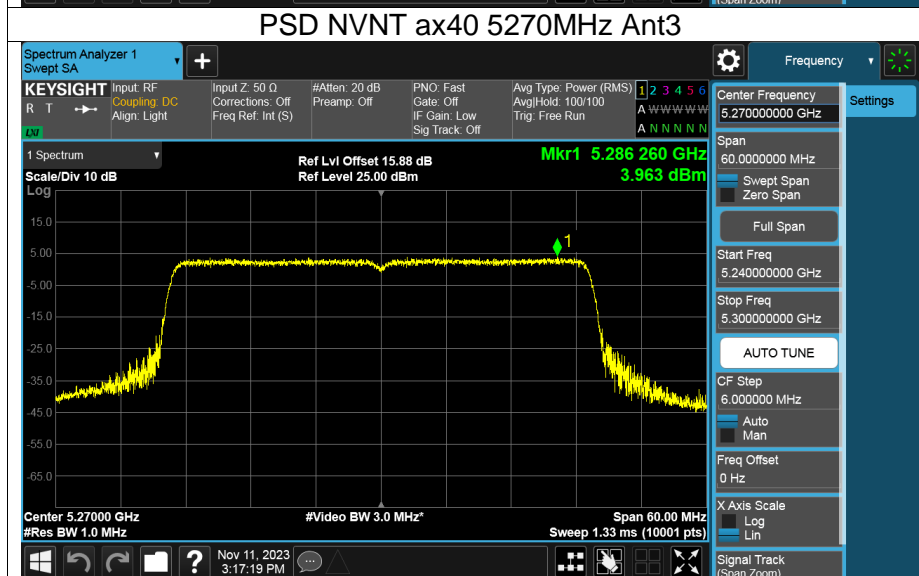 (Span Zoom)
PSD NVNT ax40 5270MHz Ant3
Spectrum Analyzer 1
Swept SA
+
Frequency
KEYSIGHT
R T
LXI
Input: RF
Coupling: DC
Align: Light
Input Z: 50 Ω
Corrections: Off
Freq Ref: Int (S)
#Atten: 20 dB
Preamp: Off
PNO: Fast
Gate: Off
IF Gain: Low
Sig Track: Off
Avg Type: Power (RMS)
Avg|Hold: 100/100
Trig: Free Run
1 2 3 4 5 6
A W W W W W
A N N N N N
Center Frequency
5.270000000 GHz
Settings
1 Spectrum
Scale/Div 10 dB
Log
Ref Lvl Offset 15.88 dB
Ref Level 25.00 dBm
Mkr1 5.286 260 GHz
3.963 dBm
15.0
5.00
-5.00
-15.0
-25.0
-35.0
-45.0
-55.0
-65.0
1
Span
60.0000000 MHz
Swept Span
Zero Span
Full Span
Start Freq
5.240000000 GHz
Stop Freq
5.300000000 GHz
AUTO TUNE
CF Step
6.000000 MHz
Auto
Man
Freq Offset
0 Hz
X Axis Scale
Log
Lin
Signal Track
(Span Zoom)
Center 5.27000 GHz
#Res BW 1.0 MHz
#Video BW 3.0 MHz*
Span 60.00 MHz
Sweep 1.33 ms (10001 pts)
?
Nov 11, 2023
3:17:19 PM